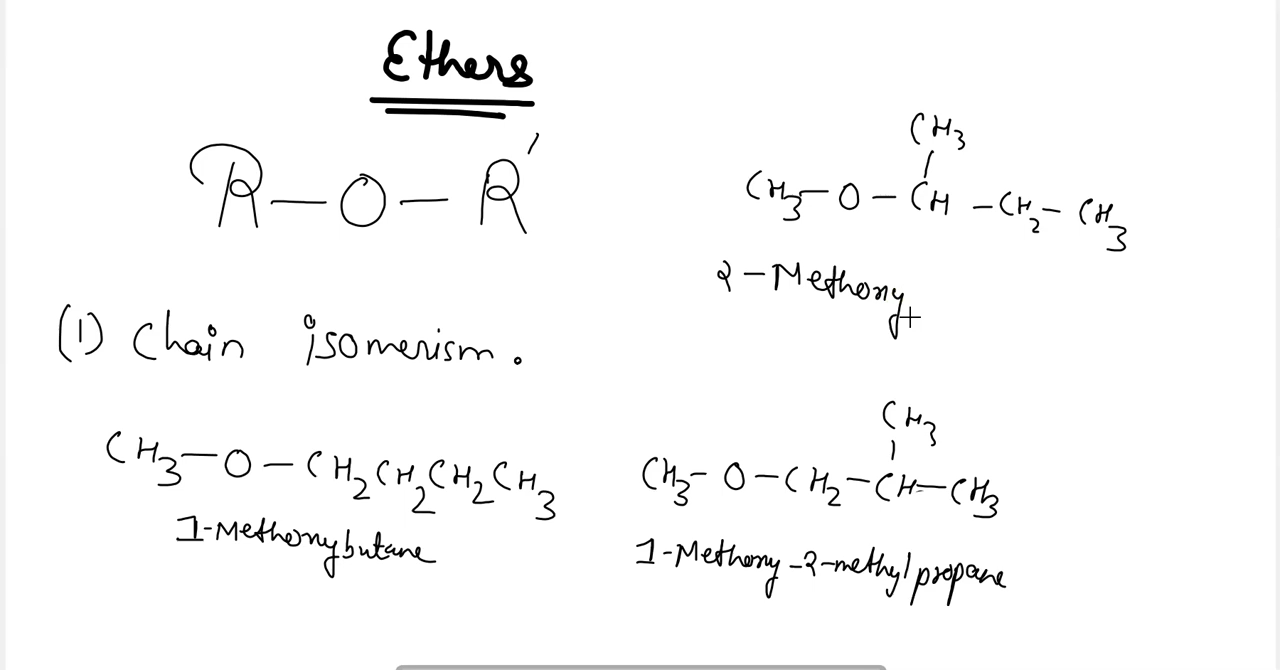 Ethers
R-O-R'
CH3
CH3-O-CH-CH2-CH3
2-Methoxy
(1) Chain isomerism.
CH3-O-CH2CH2CH2CH3
1-Methoxybutane
CH3
CH3-O-CH2-CH-CH3
1-Methoxy-2-methylpropane